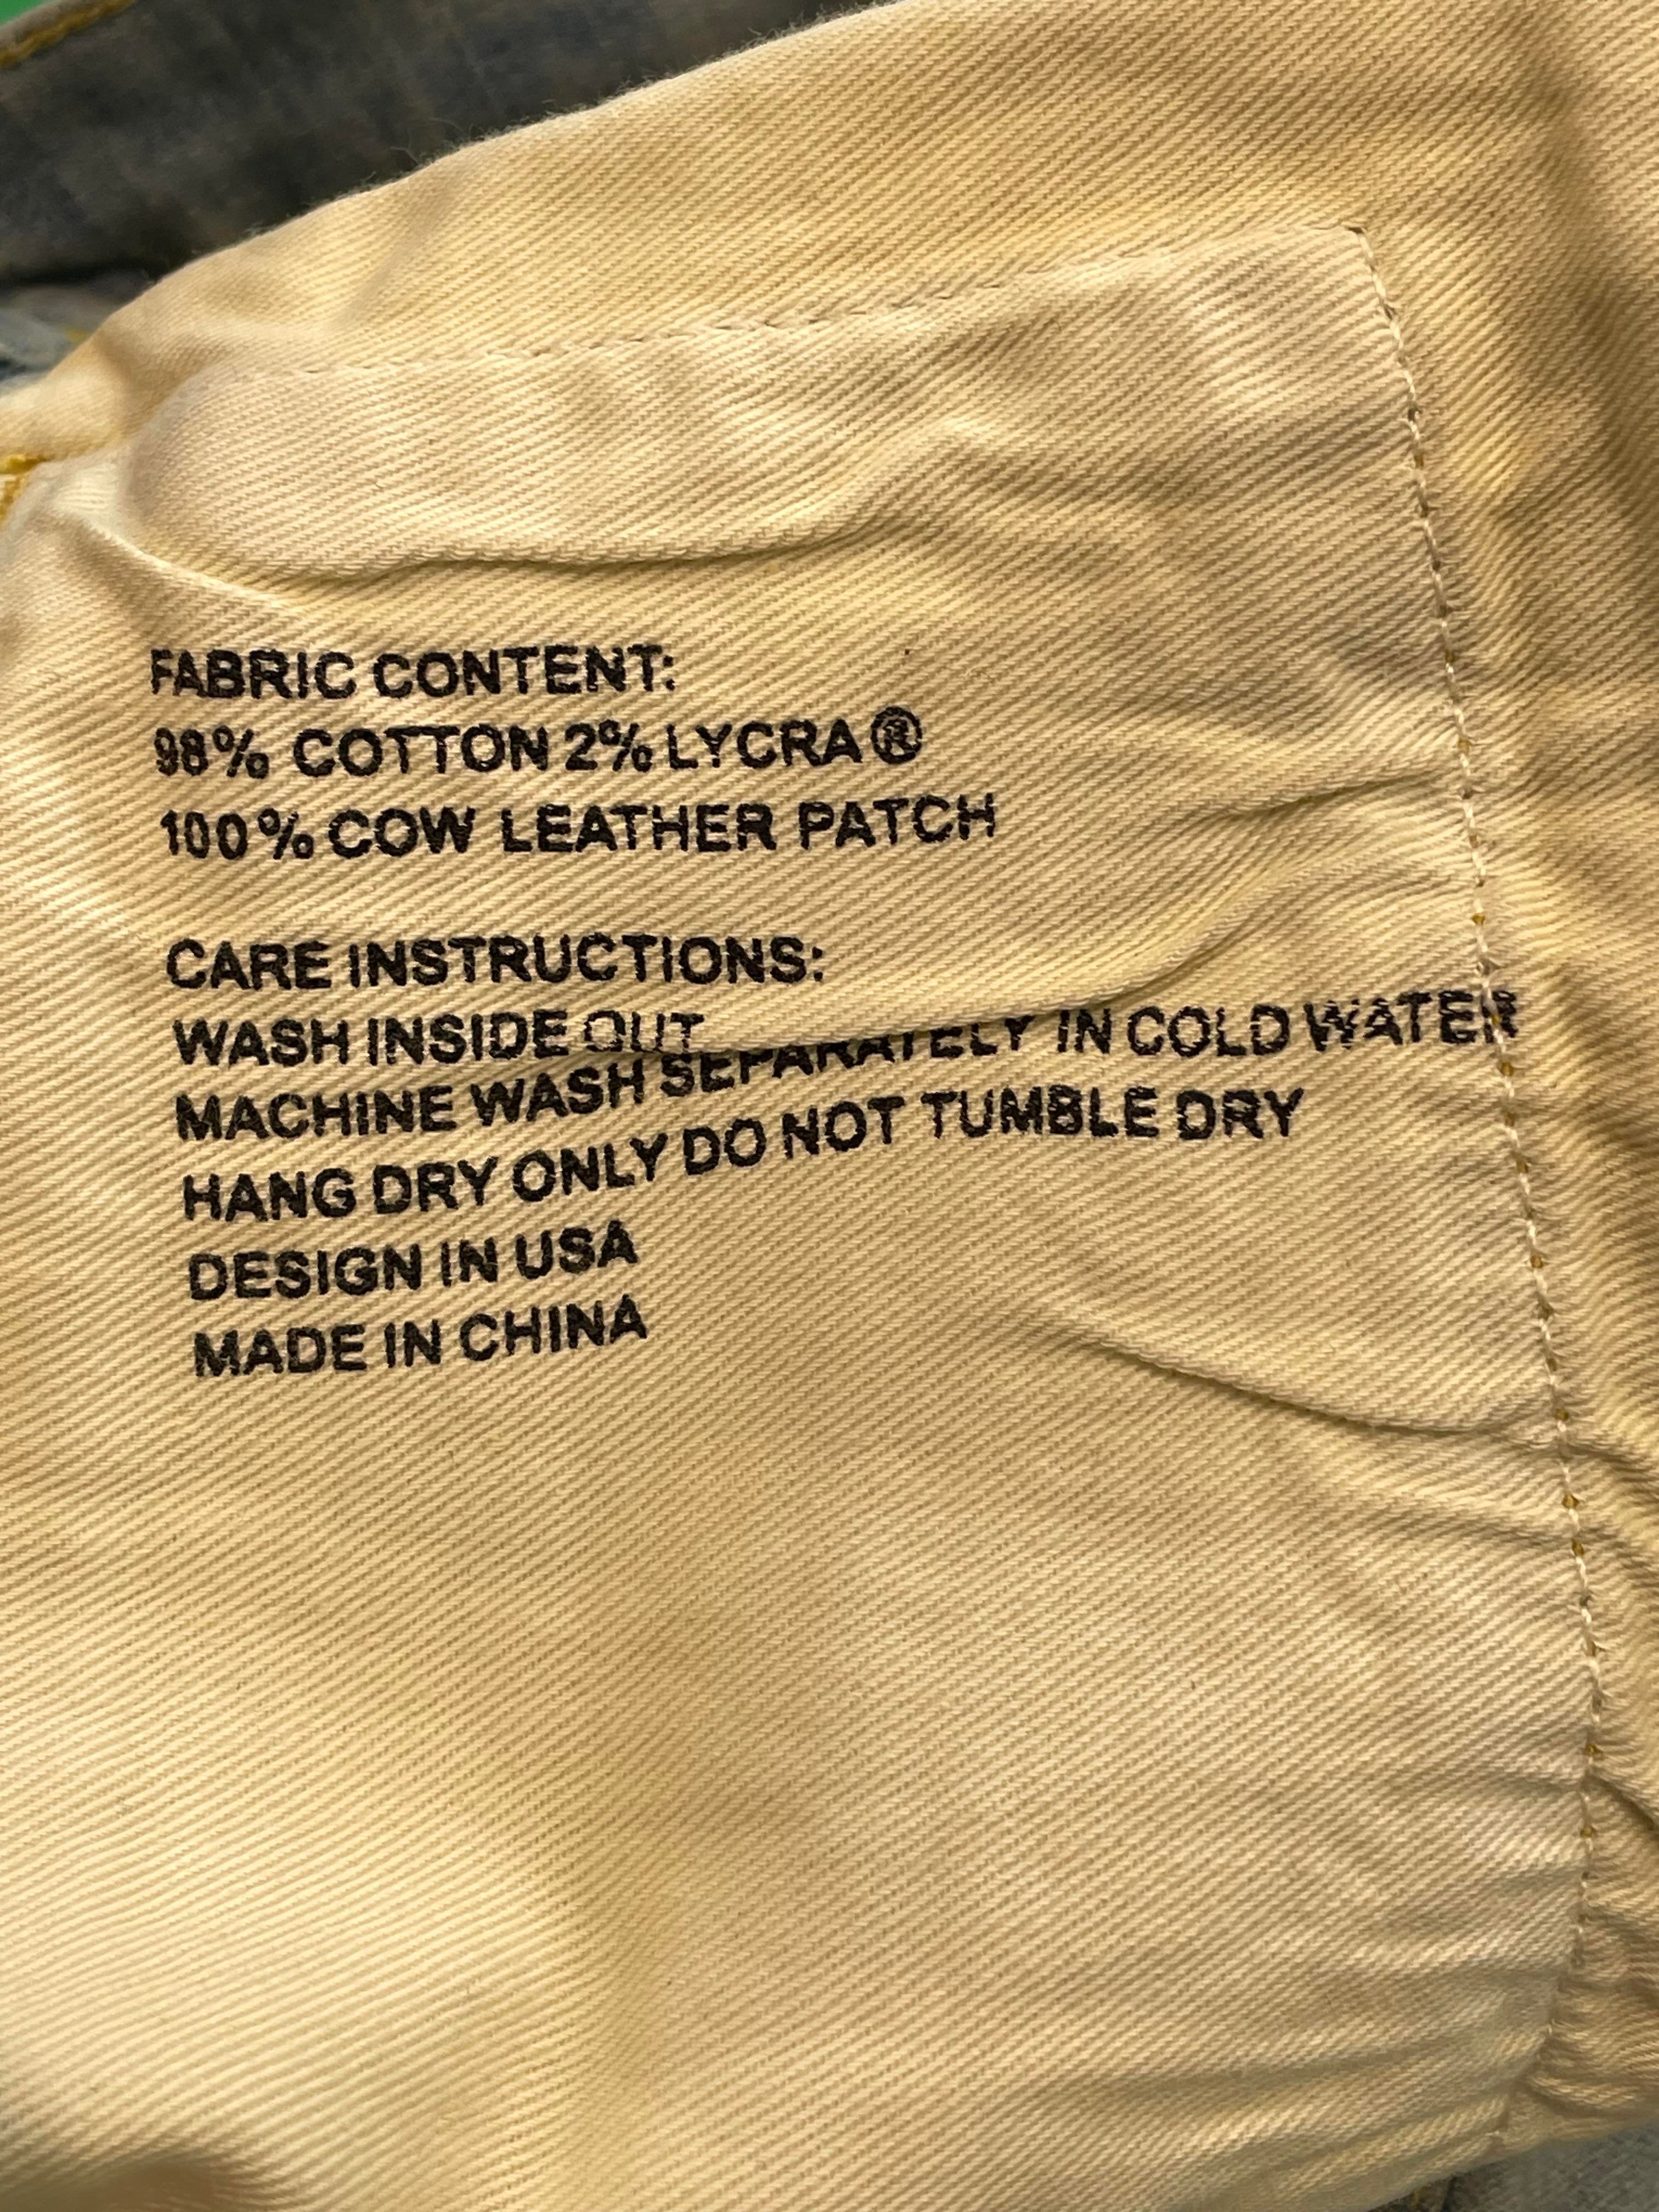 FABRIC CONTENT:
98% COTTON 2% LYCRA®
100% COW LEATHER PATCH
CARE INSTRUCTIONS:
WASH INSIDE OUT
MACHINE WASH SEPARATELY IN COLD WATER
HANG DRY ONLY DO NOT TUMBLE DRY
DESIGN IN USA
MADE IN CHINA